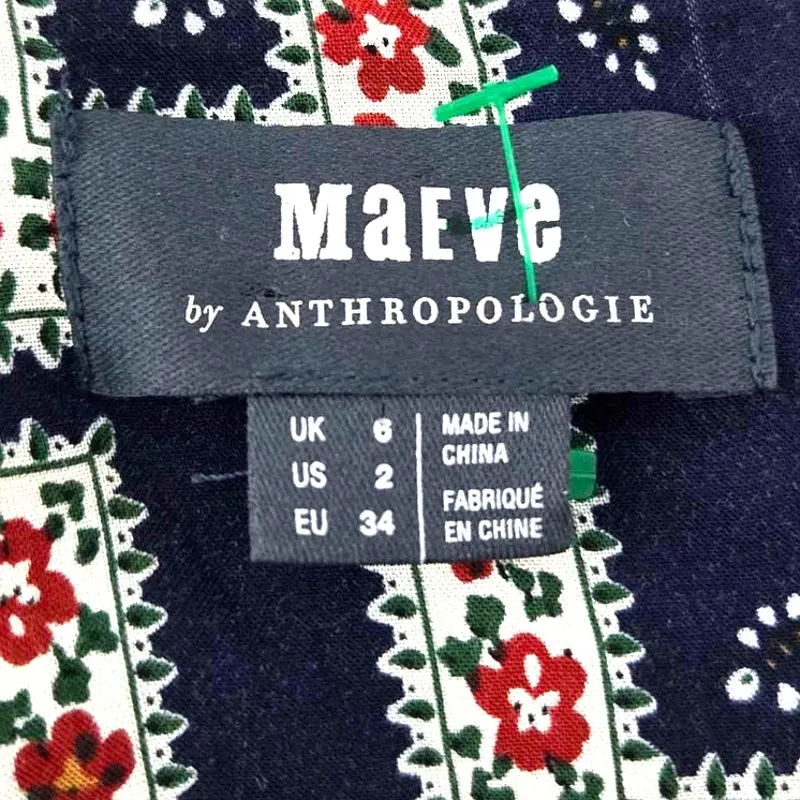 Maeve
by ANTHROPOLOGIE
UK 6
US 2
EU 34
MADE IN
CHINA
FABRIQUÉ
EN CHINE